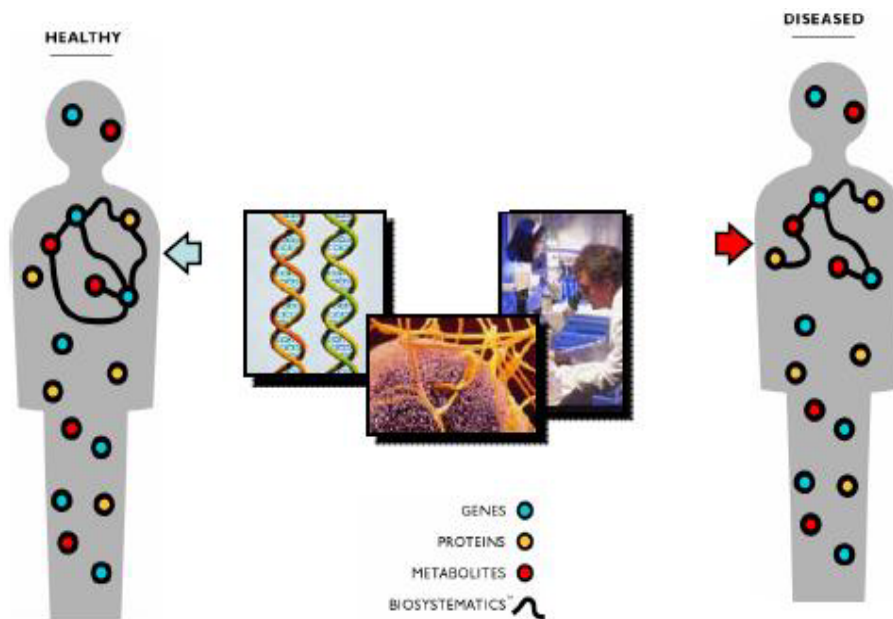 HEALTHY
DISEASED
GENES
PROTEINS
METABOLITES
BIOSYSTEMATICS™